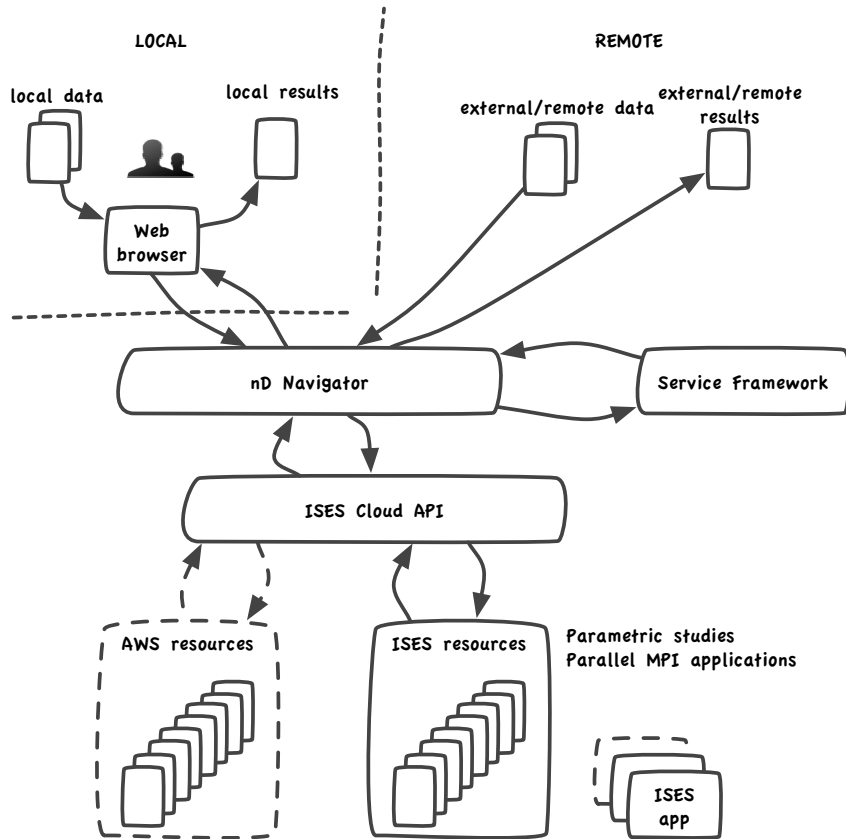 LOCAL
REMOTE
local data
local results
external/remote data
external/remote
results
Web
browser
nD Navigator
Service Framework
ISES Cloud API
AWS resources
ISES resources
Parametric studies
Parallel MPI applications
ISES
app